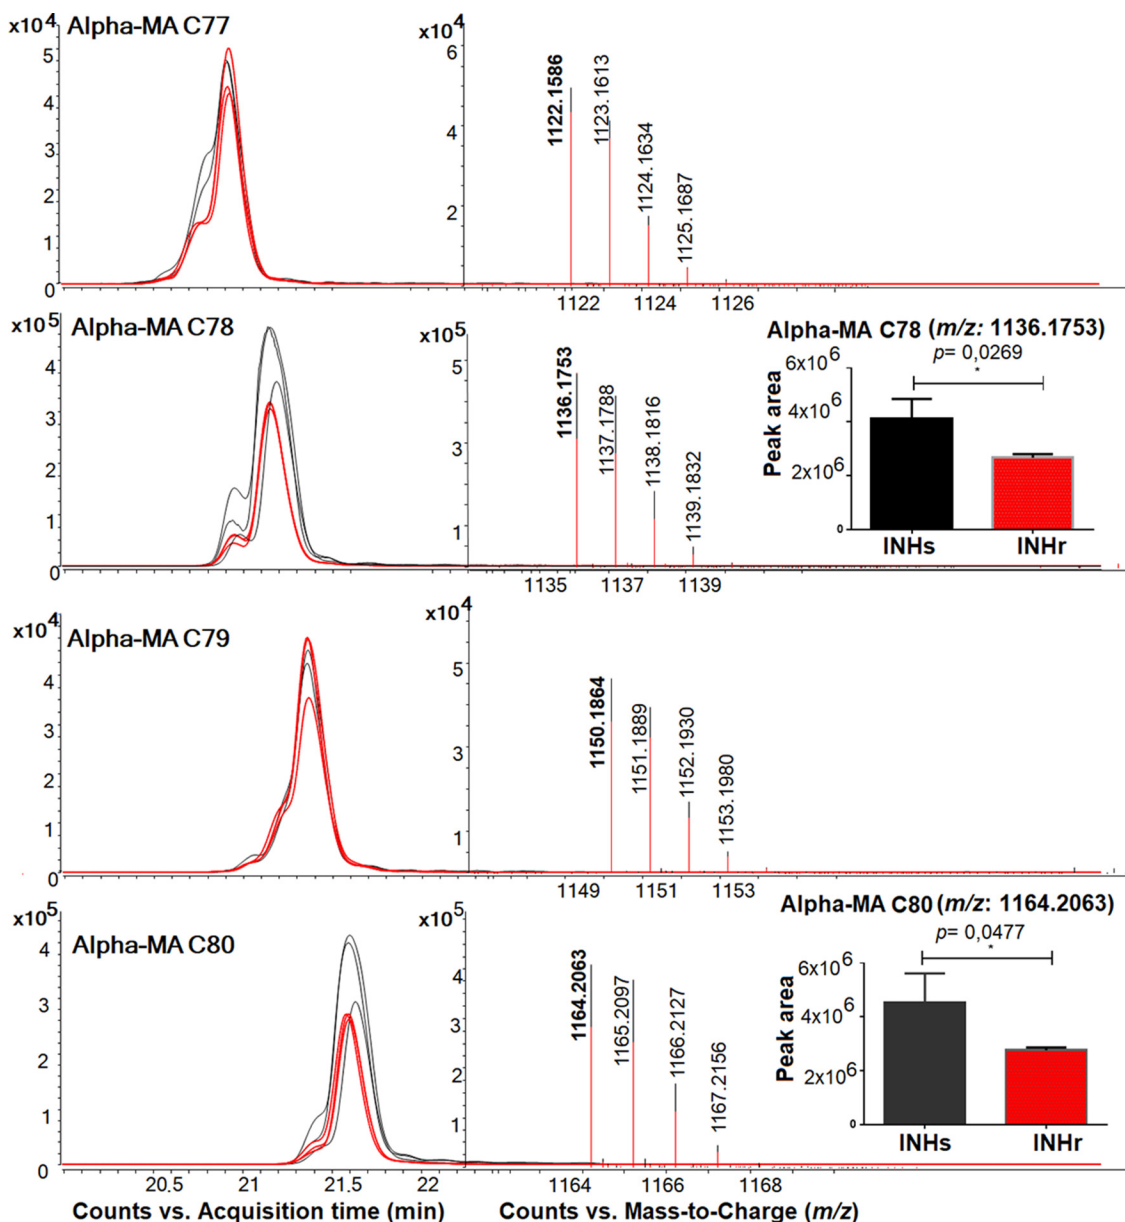 Alpha-MA C77
x10⁴
5
4
3
2
1
0
x10⁴
6
4
2
1122.1586
1123.1613
1124.1634
1125.1687
1122 1124 1126
Alpha-MA C78
x10⁵
4
3
2
1
0
x10⁵
5
3
1
1136.1753
1137.1788
1138.1816
1139.1832
1135 1137 1139
Alpha-MA C78 (m/z: 1136.1753)
p= 0,0269
*
Peak area
6x10⁶
4x10⁶
2x10⁶
0
INHs INHr
Alpha-MA C79
x10⁴
4
3
2
1
0
x10⁴
5
3
1
1150.1864
1151.1889
1152.1930
1153.1980
1149 1151 1153
Alpha-MA C80
x10⁵
4
3
2
1
0
x10⁵
4
3
2
1
0
1164.2063
1165.2097
1166.2127
1167.2156
Alpha-MA C80 (m/z: 1164.2063)
p= 0,0477
*
Peak area
6x10⁶
4x10⁶
2x10⁶
0
INHs INHr
20.5 21 21.5 22
1164 1166 1168
Counts vs. Acquisition time (min)
Counts vs. Mass-to-Charge (m/z)